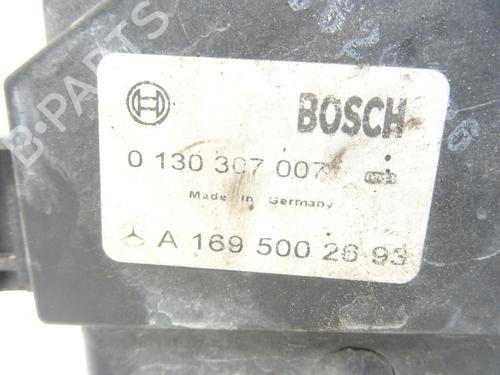 B-PARTS
BOSCH
0 130 307 007
Made in Germany
A 169 500 26 93